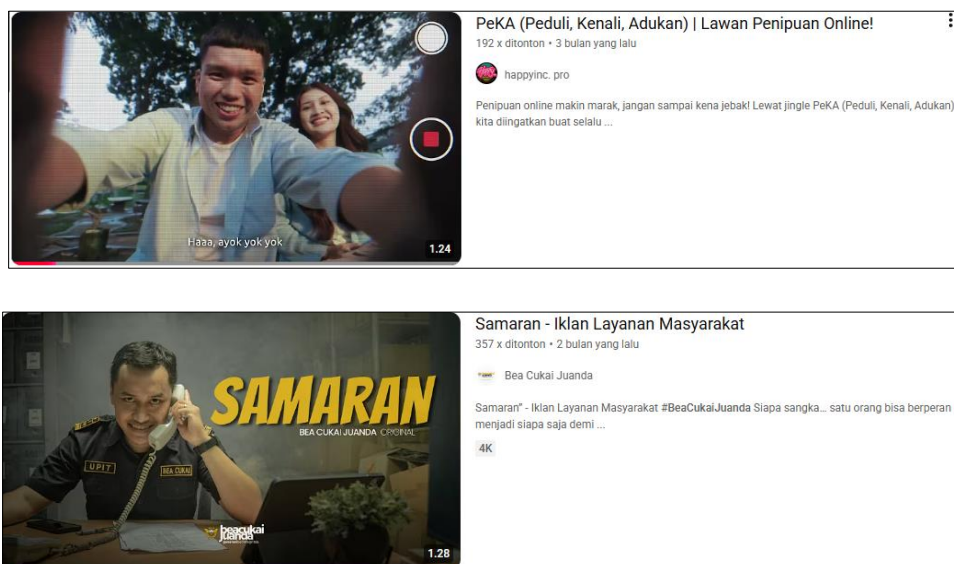 PeKA (Peduli, Kenali, Adukan) | Lawan Penipuan Online!
192 x ditonton • 3 bulan yang lalu
happyinc. pro
Penipuan online makin marak, jangan sampai kena jebak! Lewat jingle PeKA (Peduli, Kenali, Adukan)
kita diingatkan buat selalu ...
Haaa, ayok yok yok
1.24
Samaran - Iklan Layanan Masyarakat
357 x ditonton • 2 bulan yang lalu
Bea Cukai Juanda
Samaran" - Iklan Layanan Masyarakat #BeaCukaiJuanda Siapa sangka... satu orang bisa berperan
menjadi siapa saja demi ...
4K
SAMARAN
BEA CUKAI JUANDA ORIGINAL
UPIT
BEA CUKAI
beacukai
juanda
1.28